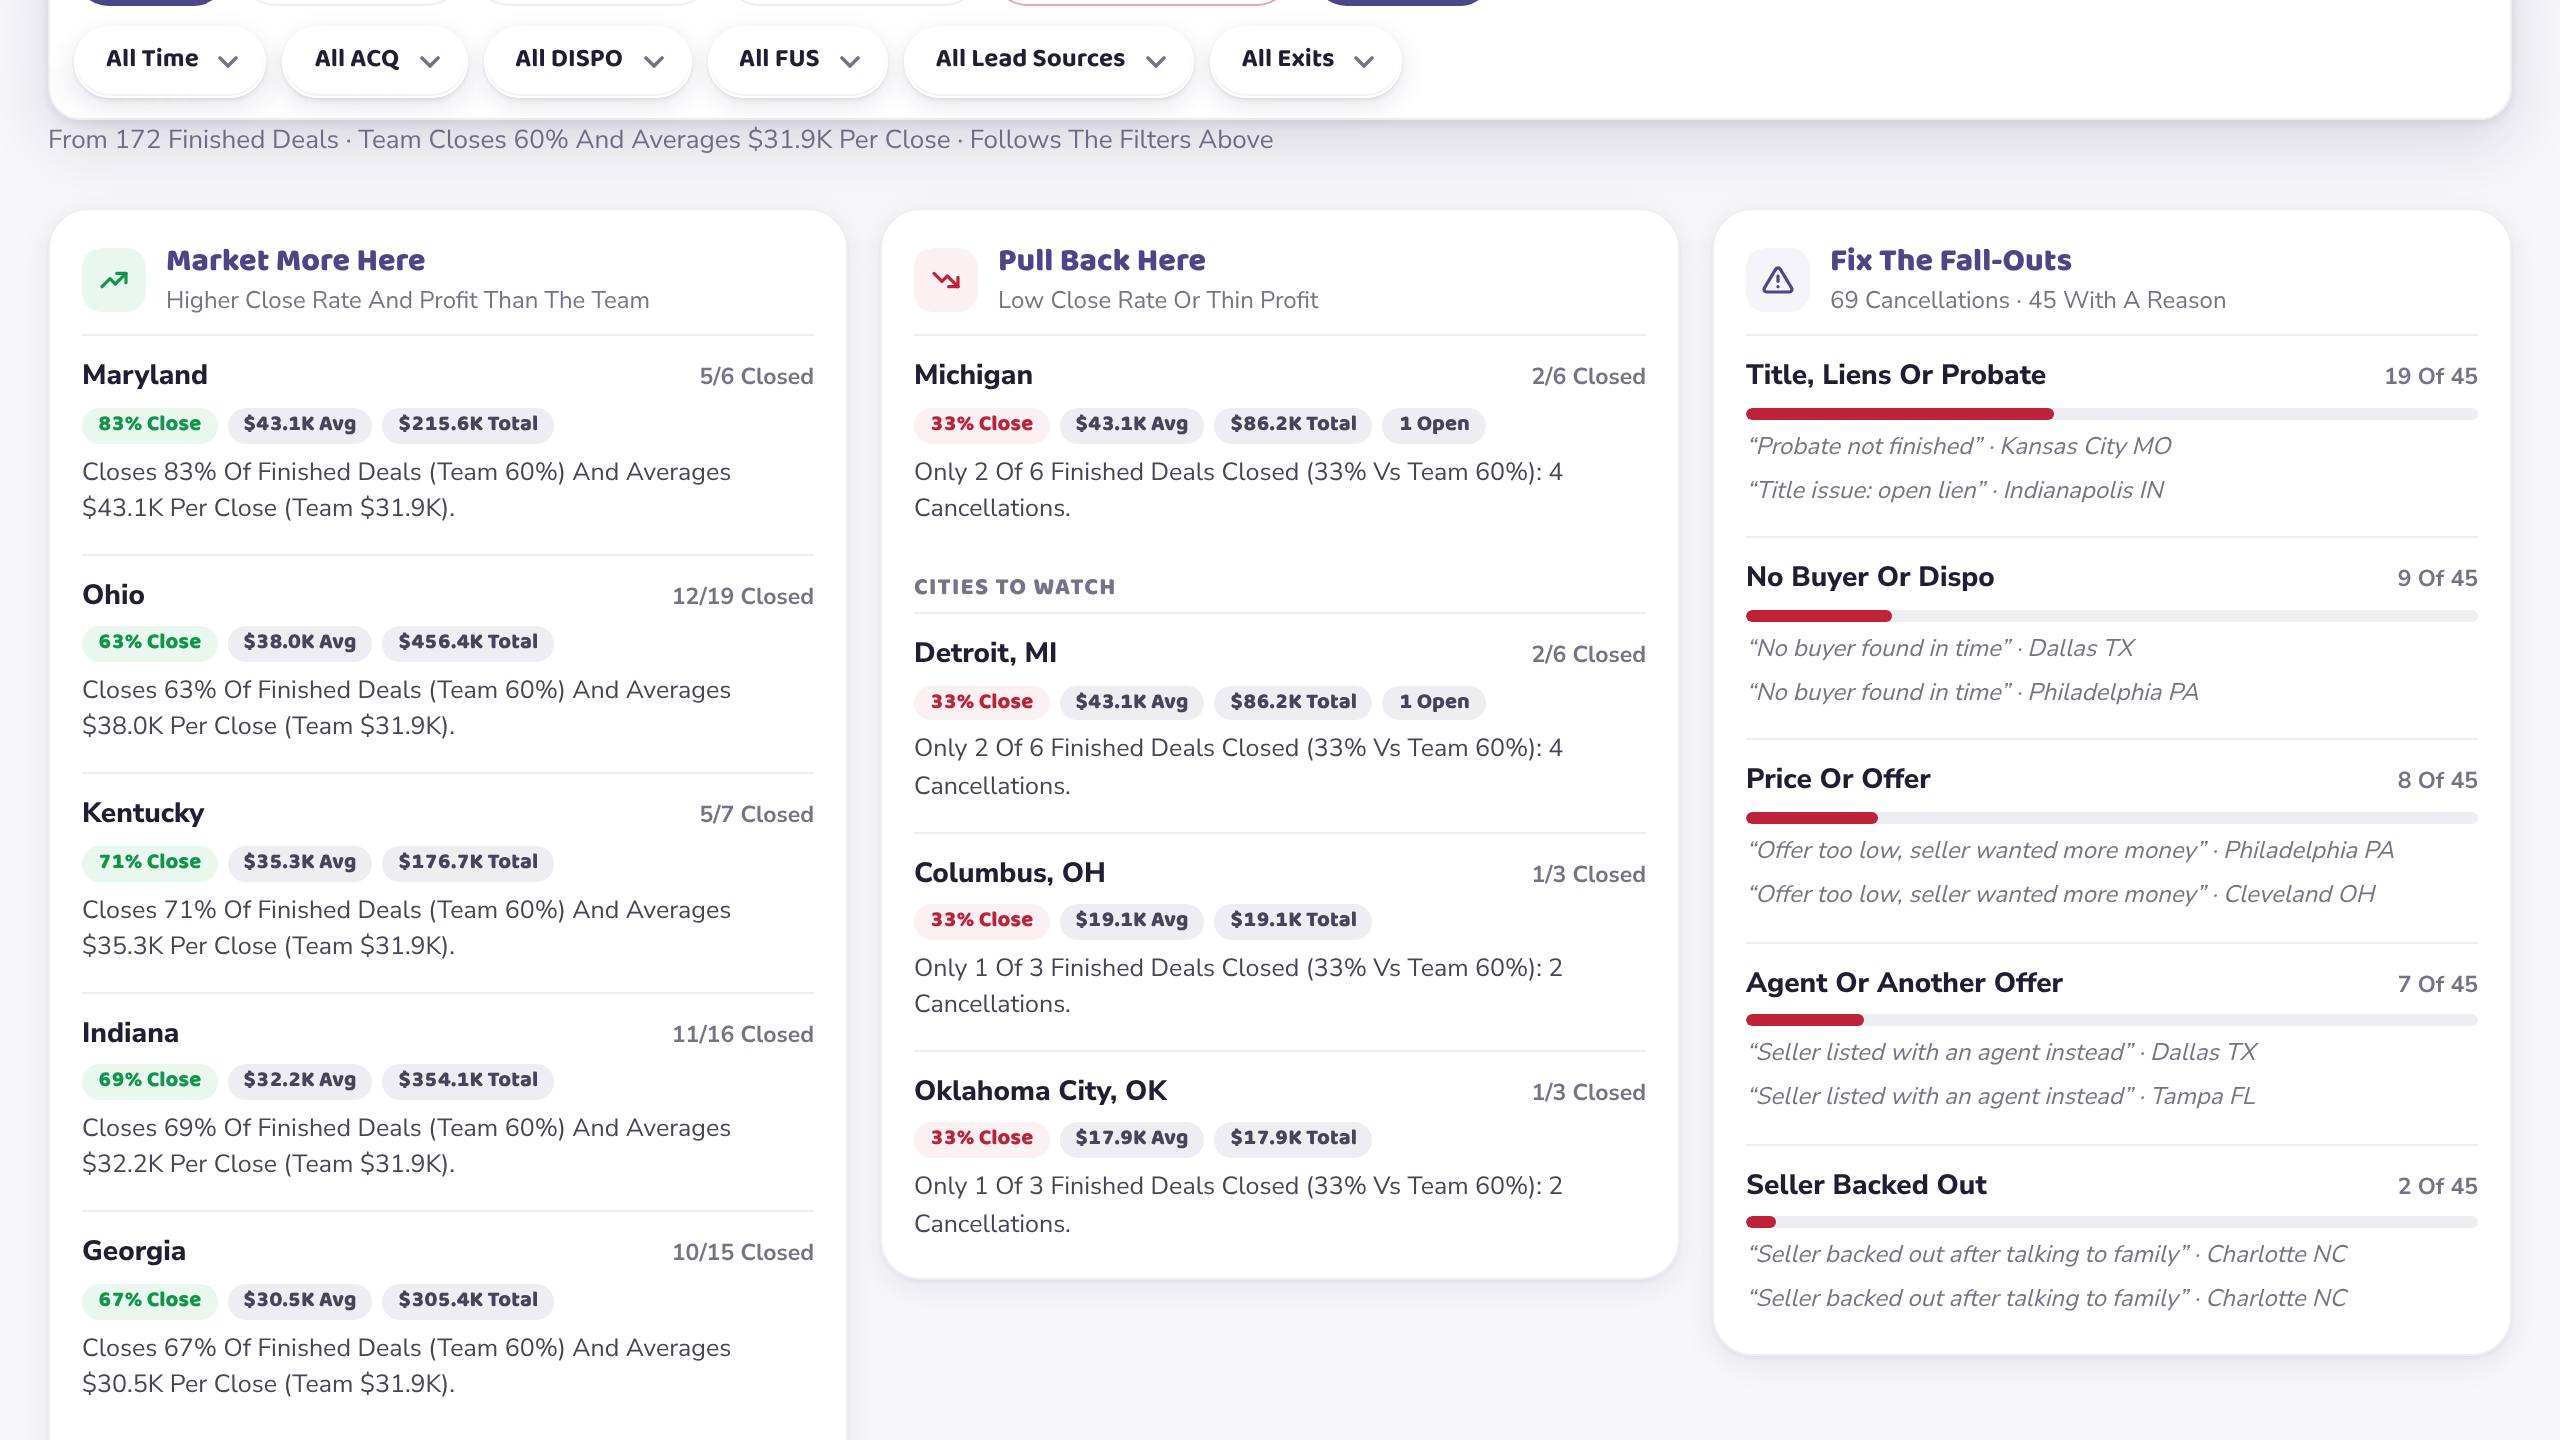 All Time
All ACQ
All DISPO
All FUS
All Lead Sources
All Exits
From 172 Finished Deals · Team Closes 60% And Averages $31.9K Per Close · Follows The Filters Above
Market More Here
Higher Close Rate And Profit Than The Team
Maryland
5/6 Closed
83% Close
$43.1K Avg
$215.6K Total
Closes 83% Of Finished Deals (Team 60%) And Averages
$43.1K Per Close (Team $31.9K).
Ohio
12/19 Closed
63% Close
$38.0K Avg
$456.4K Total
Closes 63% Of Finished Deals (Team 60%) And Averages
$38.0K Per Close (Team $31.9K).
Kentucky
5/7 Closed
71% Close
$35.3K Avg
$176.7K Total
Closes 71% Of Finished Deals (Team 60%) And Averages
$35.3K Per Close (Team $31.9K).
Indiana
11/16 Closed
69% Close
$32.2K Avg
$354.1K Total
Closes 69% Of Finished Deals (Team 60%) And Averages
$32.2K Per Close (Team $31.9K).
Georgia
10/15 Closed
67% Close
$30.5K Avg
$305.4K Total
Closes 67% Of Finished Deals (Team 60%) And Averages
$30.5K Per Close (Team $31.9K).
Pull Back Here
Low Close Rate Or Thin Profit
Michigan
2/6 Closed
33% Close
$43.1K Avg
$86.2K Total
1 Open
Only 2 Of 6 Finished Deals Closed (33% Vs Team 60%): 4
Cancellations.
CITIES TO WATCH
Detroit, MI
2/6 Closed
33% Close
$43.1K Avg
$86.2K Total
1 Open
Only 2 Of 6 Finished Deals Closed (33% Vs Team 60%): 4
Cancellations.
Columbus, OH
1/3 Closed
33% Close
$19.1K Avg
$19.1K Total
Only 1 Of 3 Finished Deals Closed (33% Vs Team 60%): 2
Cancellations.
Oklahoma City, OK
1/3 Closed
33% Close
$17.9K Avg
$17.9K Total
Only 1 Of 3 Finished Deals Closed (33% Vs Team 60%): 2
Cancellations.
Fix The Fall-Outs
69 Cancellations · 45 With A Reason
Title, Liens Or Probate
19 Of 45
“Probate not finished” · Kansas City MO
“Title issue: open lien” · Indianapolis IN
No Buyer Or Dispo
9 Of 45
“No buyer found in time” · Dallas TX
“No buyer found in time” · Philadelphia PA
Price Or Offer
8 Of 45
“Offer too low, seller wanted more money” · Philadelphia PA
“Offer too low, seller wanted more money” · Cleveland OH
Agent Or Another Offer
7 Of 45
“Seller listed with an agent instead” · Dallas TX
“Seller listed with an agent instead” · Tampa FL
Seller Backed Out
2 Of 45
“Seller backed out after talking to family” · Charlotte NC
“Seller backed out after talking to family” · Charlotte NC